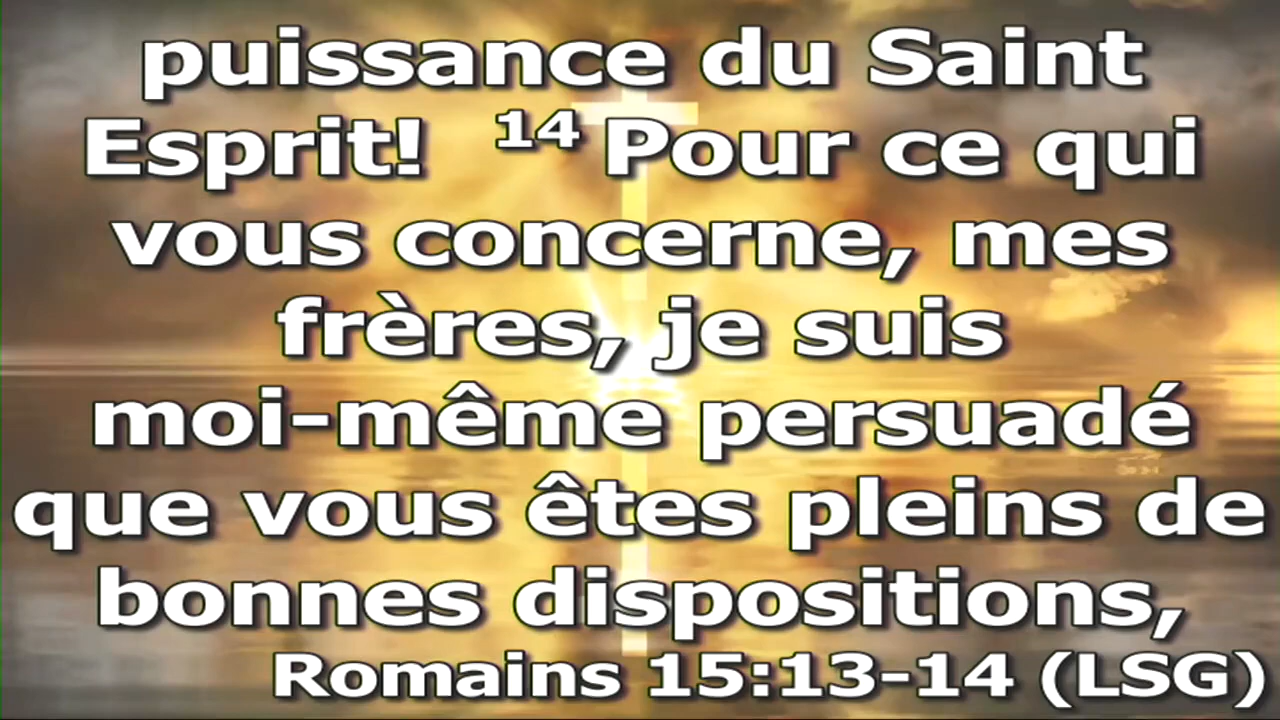 puissance du Saint
Esprit! 14 Pour ce qui
vous concerne, mes
frères, je suis
moi-même persuadé
que vous êtes pleins de
bonnes dispositions,
Romains 15:13-14 (LSG)